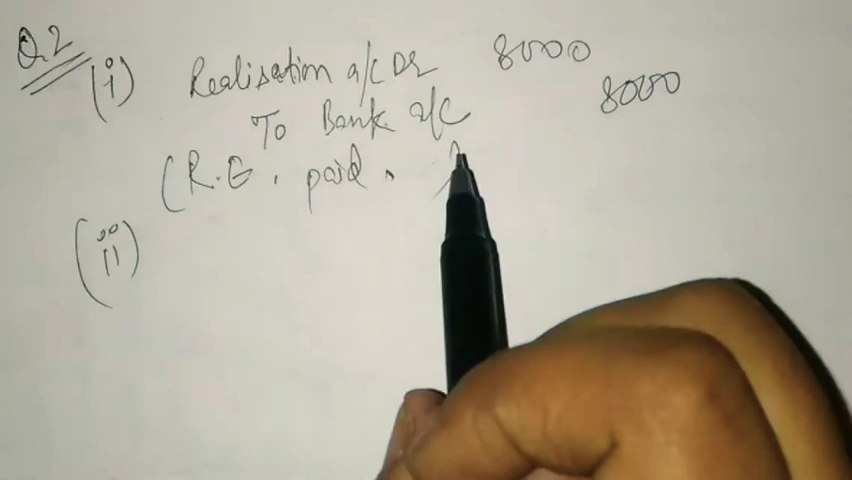 Q.2
(i) Realisation a/c Dr 8000
To Bank a/c 8000
(R.E. paid. )
(ii)